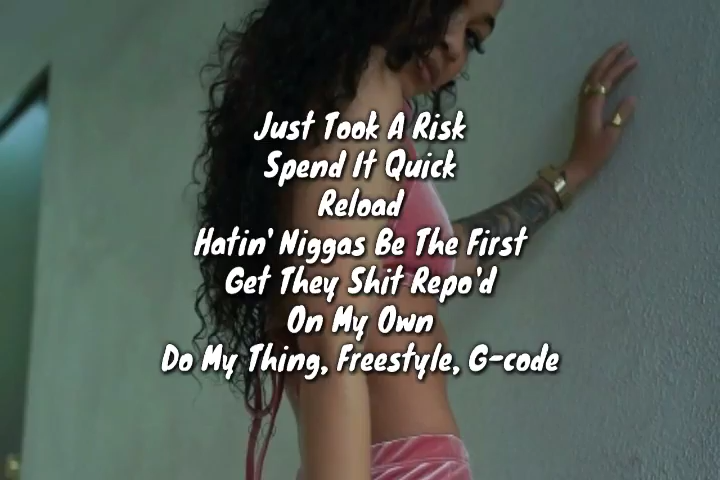 Just Took A Risk
Spend It Quick
Reload
Hatin' Niggas Be The First
Get They Shit Repo'd
On My Own
Do My Thing, Freestyle, G-code